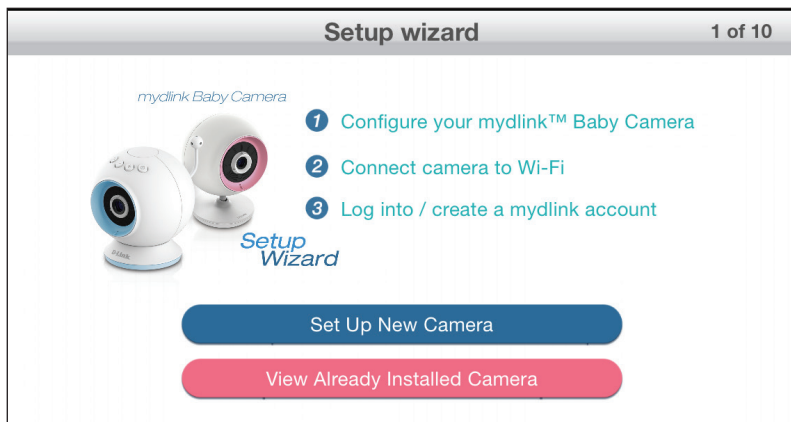 Setup wizard
1 of 10
mydlink Baby Camera
1 Configure your mydlink™ Baby Camera
2 Connect camera to Wi-Fi
3 Log into / create a mydlink account
D-Link
Setup
Wizard
Set Up New Camera
View Already Installed Camera